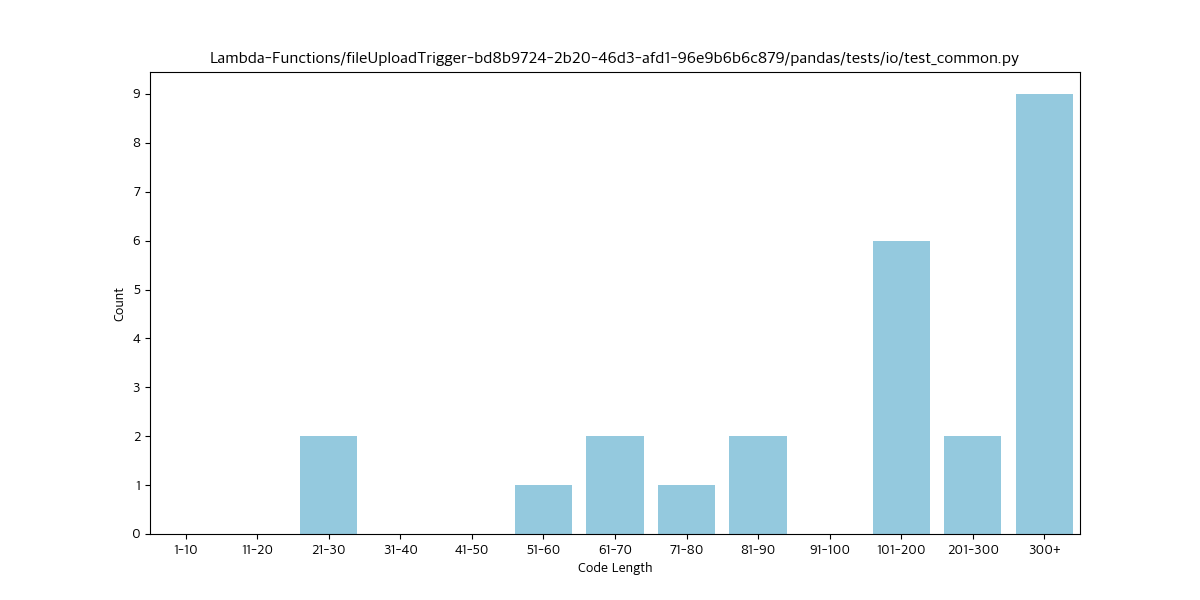 Lambda-Functions/fileUploadTrigger-bd8b9724-2b20-46d3-afd1-96e9b6b6c879/pandas/tests/io/test_common.py
9
8
7
6
5
4
3
2
1
0
Count
1-10 11-20 21-30 31-40 41-50 51-60 61-70 71-80 81-90 91-100 101-200 201-300 300+
Code Length